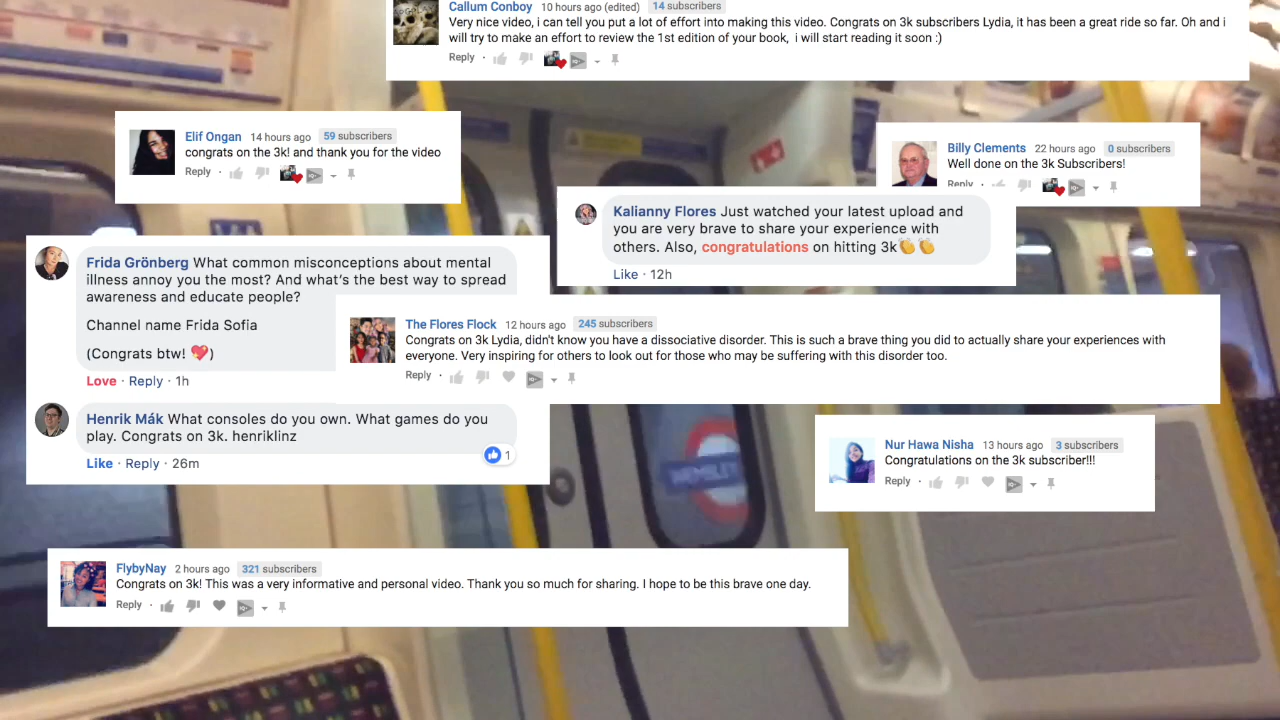 Callum Conboy 10 hours ago (edited) 14 subscribers
Very nice video, i can tell you put a lot of effort into making this video. Congrats on 3k subscribers Lydia, it has been a great ride so far. Oh and i
will try to make an effort to review the 1st edition of your book, i will start reading it soon :)
Reply
Elif Ongan 14 hours ago 59 subscribers
congrats on the 3k! and thank you for the video
Reply
Billy Clements 22 hours ago 0 subscribers
Well done on the 3k Subscribers!
Reply
Kalianny Flores Just watched your latest upload and
you are very brave to share your experience with
others. Also, congratulations on hitting 3k👏👏
Like · 12h
Frida Grönberg What common misconceptions about mental
illness annoy you the most? And what's the best way to spread
awareness and educate people?
Channel name Frida Sofia
(Congrats btw! 💖)
Love · Reply · 1h
The Flores Flock 12 hours ago 245 subscribers
Congrats on 3k Lydia, didn't know you have a dissociative disorder. This is such a brave thing you did to actually share your experiences with
everyone. Very inspiring for others to look out for those who may be suffering with this disorder too.
Reply
Henrik Mák What consoles do you own. What games do you
play. Congrats on 3k. henriklinz
1
Like · Reply · 26m
Nur Hawa Nisha 13 hours ago 3 subscribers
Congratulations on the 3k subscriber!!!
Reply
FlybyNay 2 hours ago 321 subscribers
Congrats on 3k! This was a very informative and personal video. Thank you so much for sharing. I hope to be this brave one day.
Reply